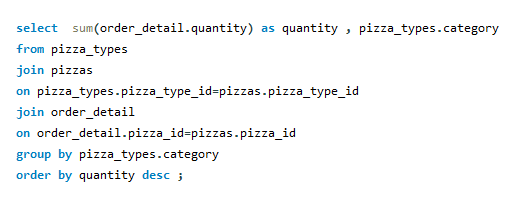 select  sum(order_detail.quantity) as quantity , pizza_types.category
from pizza_types
join pizzas
on pizza_types.pizza_type_id=pizzas.pizza_type_id
join order_detail
on order_detail.pizza_id=pizzas.pizza_id
group by pizza_types.category
order by quantity desc ;